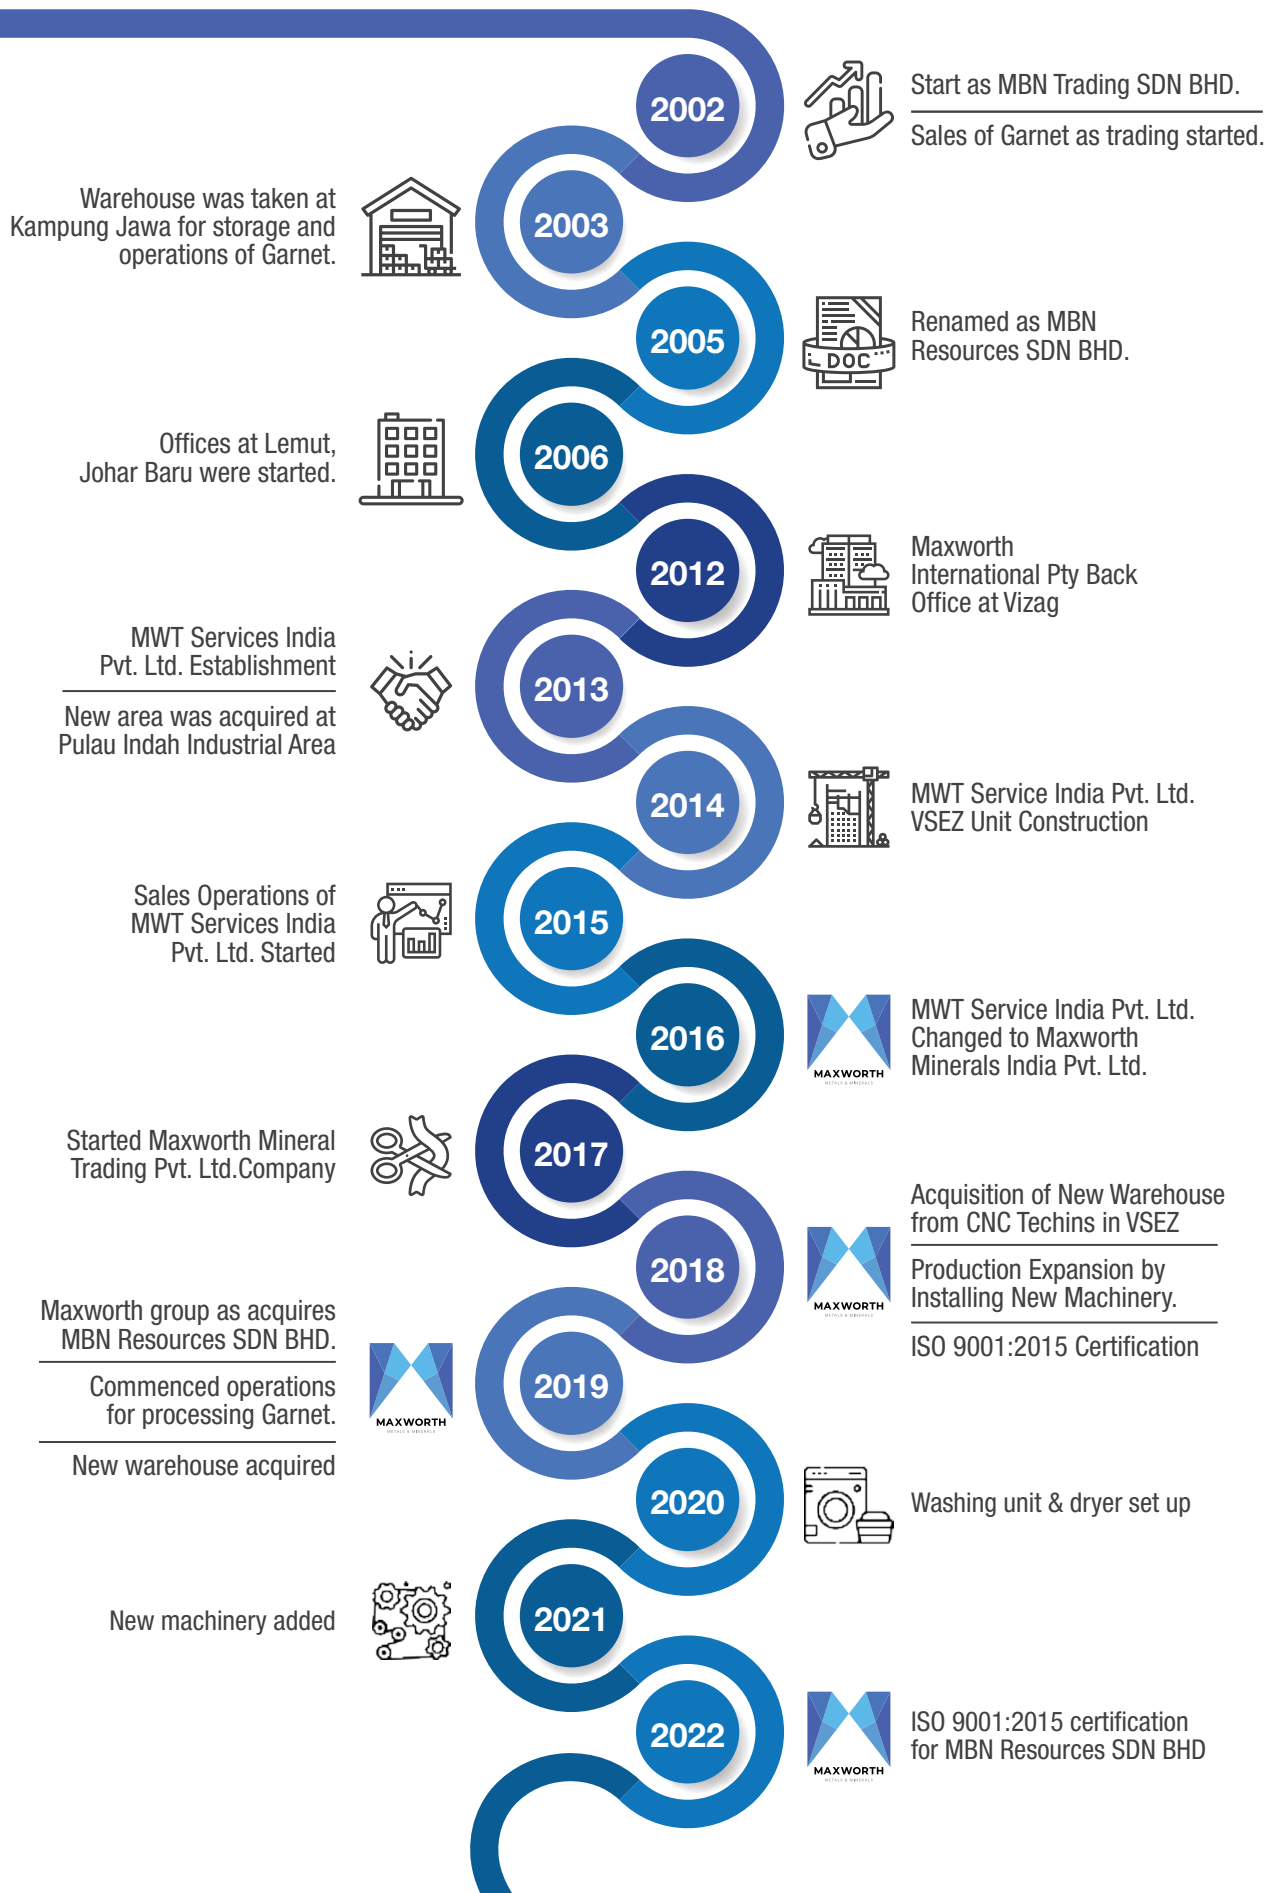 2002
Start as MBN Trading SDN BHD.
Sales of Garnet as trading started.
Warehouse was taken at
Kampung Jawa for storage and
operations of Garnet.
2003
2005
DOC
Renamed as MBN
Resources SDN BHD.
Offices at Lemut,
Johar Baru were started.
2006
2012
Maxworth
International Pty Back
Office at Vizag
MWT Services India
Pvt. Ltd. Establishment
New area was acquired at
Pulau Indah Industrial Area
2013
2014
MWT Service India Pvt. Ltd.
VSEZ Unit Construction
Sales Operations of
MWT Services India
Pvt. Ltd. Started
2015
2016
MAXWORTH
METALS & MINERALS
MWT Service India Pvt. Ltd.
Changed to Maxworth
Minerals India Pvt. Ltd.
Started Maxworth Mineral
Trading Pvt. Ltd.Company
2017
2018
MAXWORTH
METALS & MINERALS
Acquisition of New Warehouse
from CNC Techins in VSEZ
Production Expansion by
Installing New Machinery.
ISO 9001:2015 Certification
Maxworth group as acquires
MBN Resources SDN BHD.
Commenced operations
for processing Garnet.
New warehouse acquired
MAXWORTH
METALS & MINERALS
2019
2020
Washing unit & dryer set up
New machinery added
2021
2022
MAXWORTH
METALS & MINERALS
ISO 9001:2015 certification
for MBN Resources SDN BHD